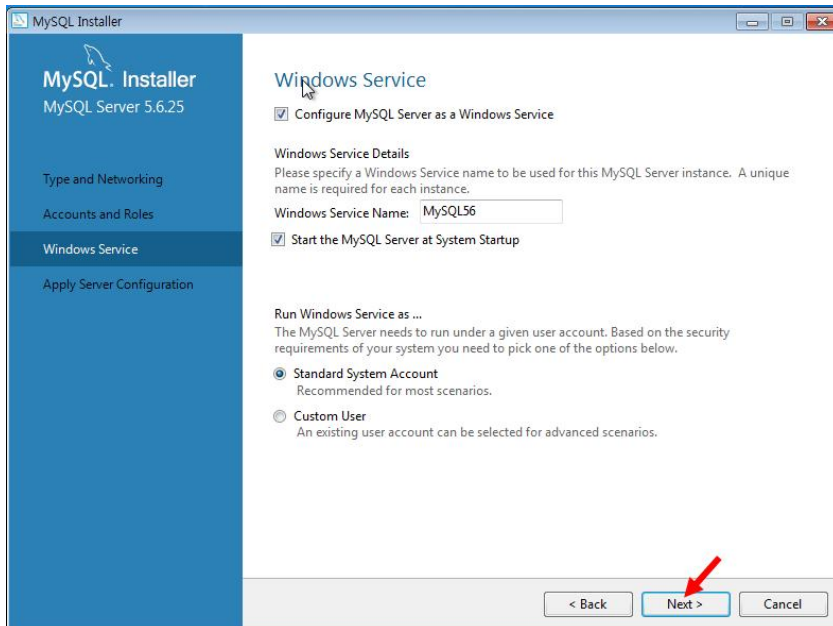 MySQL Installer
MySQL. Installer
MySQL Server 5.6.25
Type and Networking
Accounts and Roles
Windows Service
Apply Server Configuration
Windows Service
Configure MySQL Server as a Windows Service
Windows Service Details
Please specify a Windows Service name to be used for this MySQL Server instance. A unique
name is required for each instance.
Windows Service Name: MySQL56
Start the MySQL Server at System Startup
Run Windows Service as ...
The MySQL Server needs to run under a given user account. Based on the security
requirements of your system you need to pick one of the options below.
Standard System Account
Recommended for most scenarios.
Custom User
An existing user account can be selected for advanced scenarios.
< Back Next > Cancel